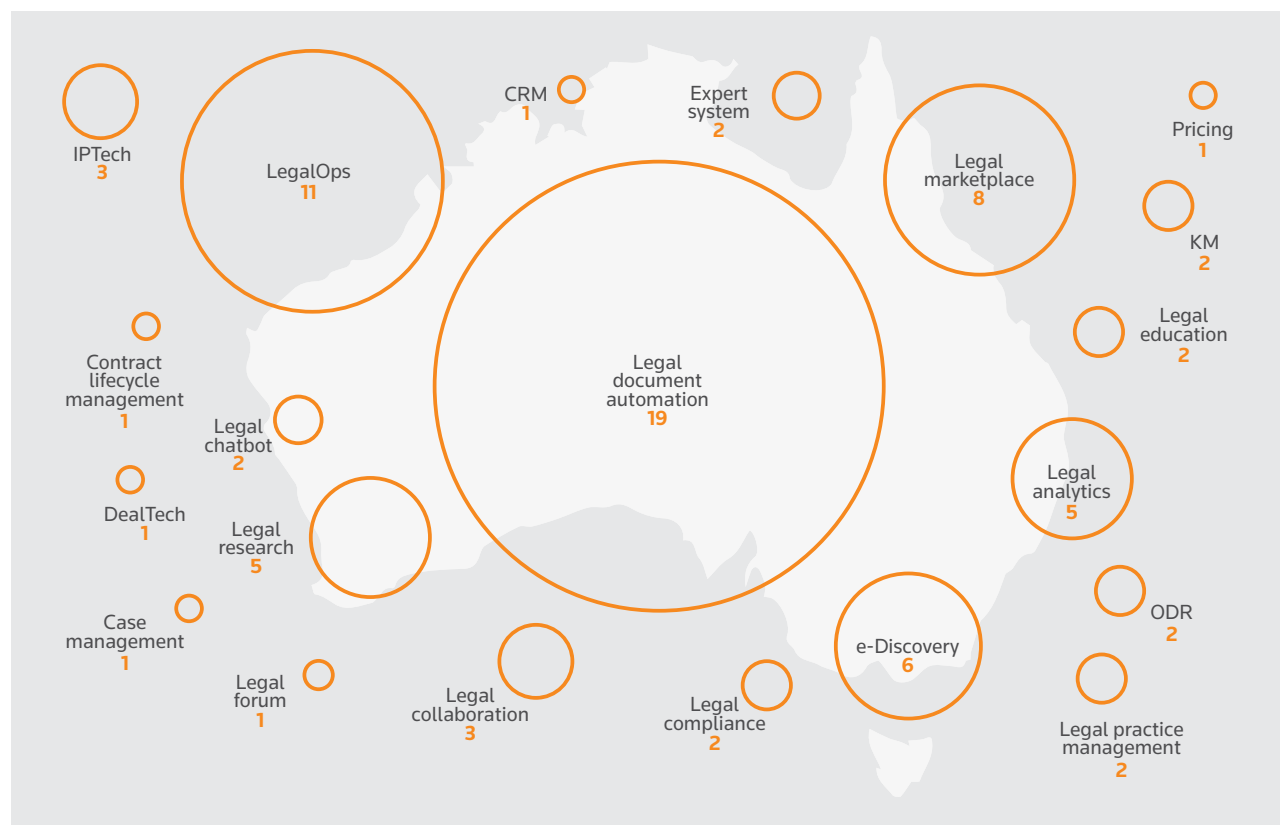 CRM
1
Expert
system
2
IPTech
3
LegalOps
11
Legal
marketplace
8
Pricing
1
KM
2
Legal
education
2
Contract
lifecycle
management
1
Legal
document
automation
19
Legal
chatbot
2
Legal
analytics
5
DealTech
1
Legal
research
5
Case
management
1
ODR
2
e-Discovery
6
Legal
forum
1
Legal
collaboration
3
Legal
compliance
2
Legal practice
management
2